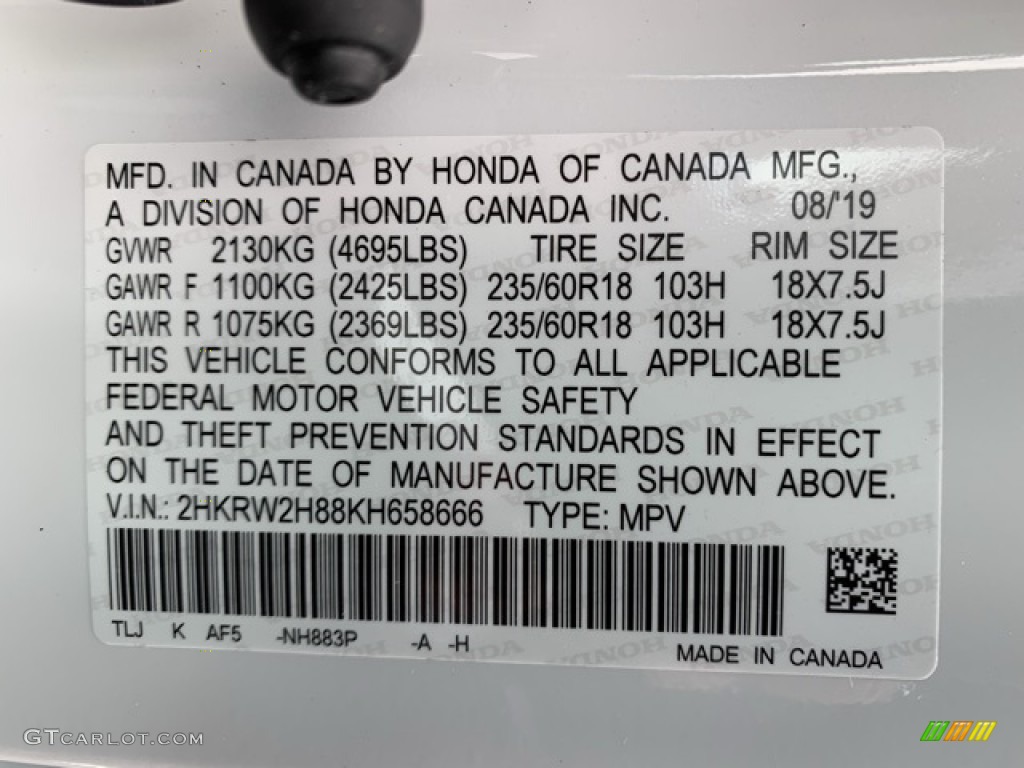 MFD. IN CANADA BY HONDA OF CANADA MFG.,
A DIVISION OF HONDA CANADA INC. 08/'19
GVWR 2130KG (4695LBS) TIRE SIZE RIM SIZE
GAWR F 1100KG (2425LBS) 235/60R18 103H 18X7.5J
GAWR R 1075KG (2369LBS) 235/60R18 103H 18X7.5J
THIS VEHICLE CONFORMS TO ALL APPLICABLE
FEDERAL MOTOR VEHICLE SAFETY
AND THEFT PREVENTION STANDARDS IN EFFECT
ON THE DATE OF MANUFACTURE SHOWN ABOVE.
V.I.N.: 2HKRW2H88KH658666 TYPE: MPV
TLJ K AF5 -NH883P -A -H
MADE IN CANADA
GTCARLOT.COM